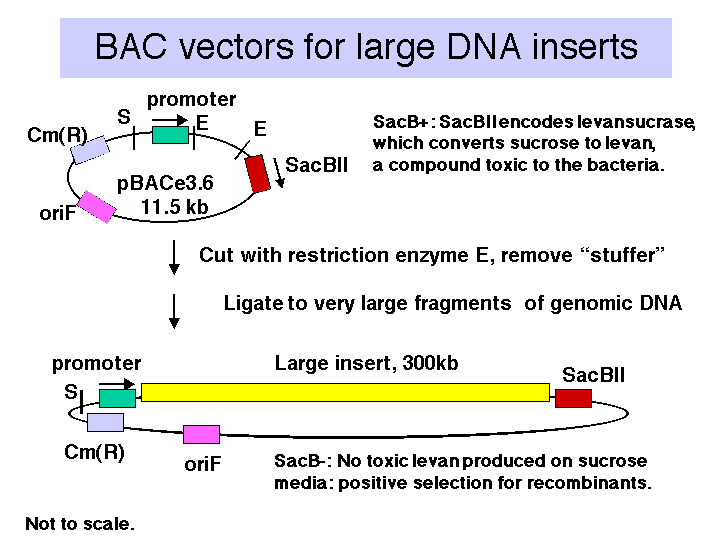 BAC vectors for large DNA inserts
promoter
S
E
E
Cm(R)
SacBII
pBACe3.6
11.5 kb
oriF
SacB+: SacBII encodes levansucrase,
which converts sucrose to levan,
a compound toxic to the bacteria.
Cut with restriction enzyme E, remove “stuffer”
Ligate to very large fragments of genomic DNA
promoter
Large insert, 300kb
SacBII
S
Cm(R)
oriF
SacB-: No toxic levan produced on sucrose
media: positive selection for recombinants.
Not to scale.